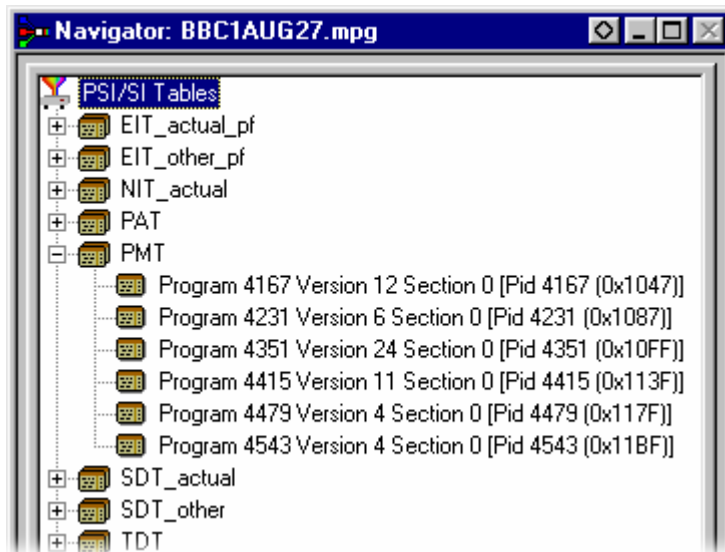 Navigator: BBC1AUG27.mpg
PSI/SI Tables
EIT_actual_pf
EIT_other_pf
NIT_actual
PAT
PMT
Program 4167 Version 12 Section 0 [Pid 4167 (0x1047)]
Program 4231 Version 6 Section 0 [Pid 4231 (0x1087)]
Program 4351 Version 24 Section 0 [Pid 4351 (0x10FF)]
Program 4415 Version 11 Section 0 [Pid 4415 (0x113F)]
Program 4479 Version 4 Section 0 [Pid 4479 (0x117F)]
Program 4543 Version 4 Section 0 [Pid 4543 (0x11BF)]
SDT_actual
SDT_other
TDT